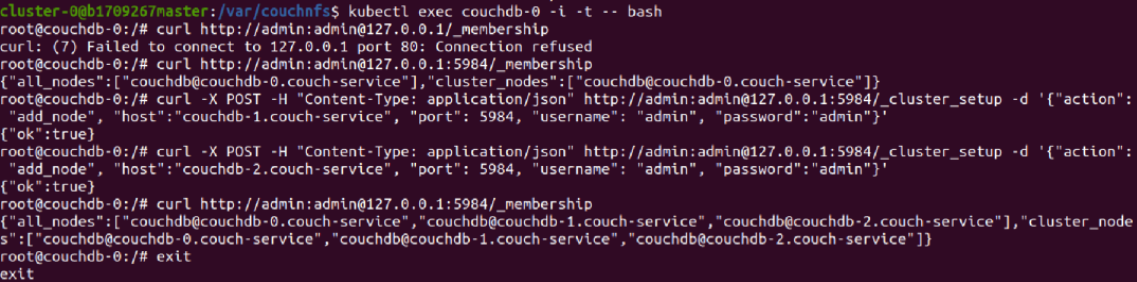 cluster-0@b1709267master:/var/couchnfs$ kubectl exec couchdb-0 -i -t -- bash
root@couchdb-0:/# curl http://admin:admin@127.0.0.1/_membership
curl: (7) Failed to connect to 127.0.0.1 port 80: Connection refused
root@couchdb-0:/# curl http://admin:admin@127.0.0.1:5984/_membership
{"all_nodes":["couchdb@couchdb-0.couch-service"],"cluster_nodes":["couchdb@couchdb-0.couch-service"]}
root@couchdb-0:/# curl -X POST -H "Content-Type: application/json" http://admin:admin@127.0.0.1:5984/_cluster_setup -d '{"action":
 "add_node", "host":"couchdb-1.couch-service", "port": 5984, "username": "admin", "password":"admin"}'
{"ok":true}
root@couchdb-0:/# curl -X POST -H "Content-Type: application/json" http://admin:admin@127.0.0.1:5984/_cluster_setup -d '{"action":
 "add_node", "host":"couchdb-2.couch-service", "port": 5984, "username": "admin", "password":"admin"}'
{"ok":true}
root@couchdb-0:/# curl http://admin:admin@127.0.0.1:5984/_membership
{"all_nodes":["couchdb@couchdb-0.couch-service","couchdb@couchdb-1.couch-service","couchdb@couchdb-2.couch-service"],"cluster_node
s":["couchdb@couchdb-0.couch-service","couchdb@couchdb-1.couch-service","couchdb@couchdb-2.couch-service"]}
root@couchdb-0:/# exit
exit